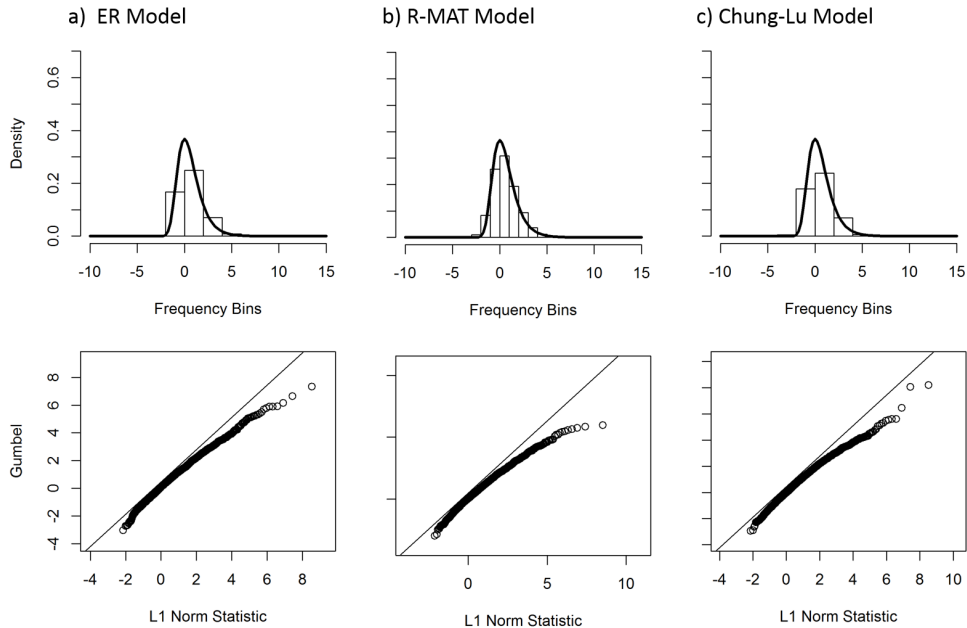 a) ER Model
b) R-MAT Model
c) Chung-Lu Model
Density
0.0 0.2 0.4 0.6
-10 -5 0 5 10 15
-10 -5 0 5 10 15
-10 -5 0 5 10 15
Frequency Bins
Frequency Bins
Frequency Bins
Gumbel
-4 -2 0 2 4 6 8
-4 -2 0 2 4 6 8
0 5 10
-4 -2 0 2 4 6 8 10
L1 Norm Statistic
L1 Norm Statistic
L1 Norm Statistic